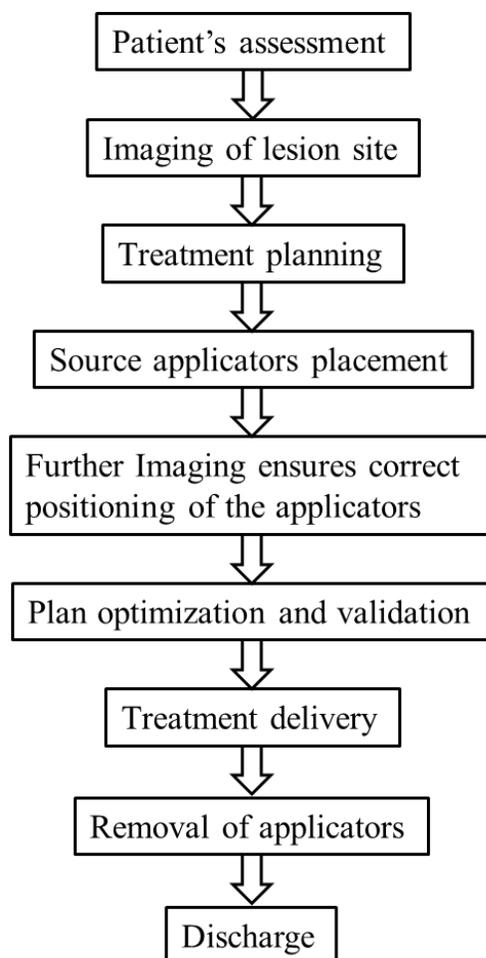 Patient’s assessment
Imaging of lesion site
Treatment planning
Source applicators placement
Further Imaging ensures correct
positioning of the applicators
Plan optimization and validation
Treatment delivery
Removal of applicators
Discharge